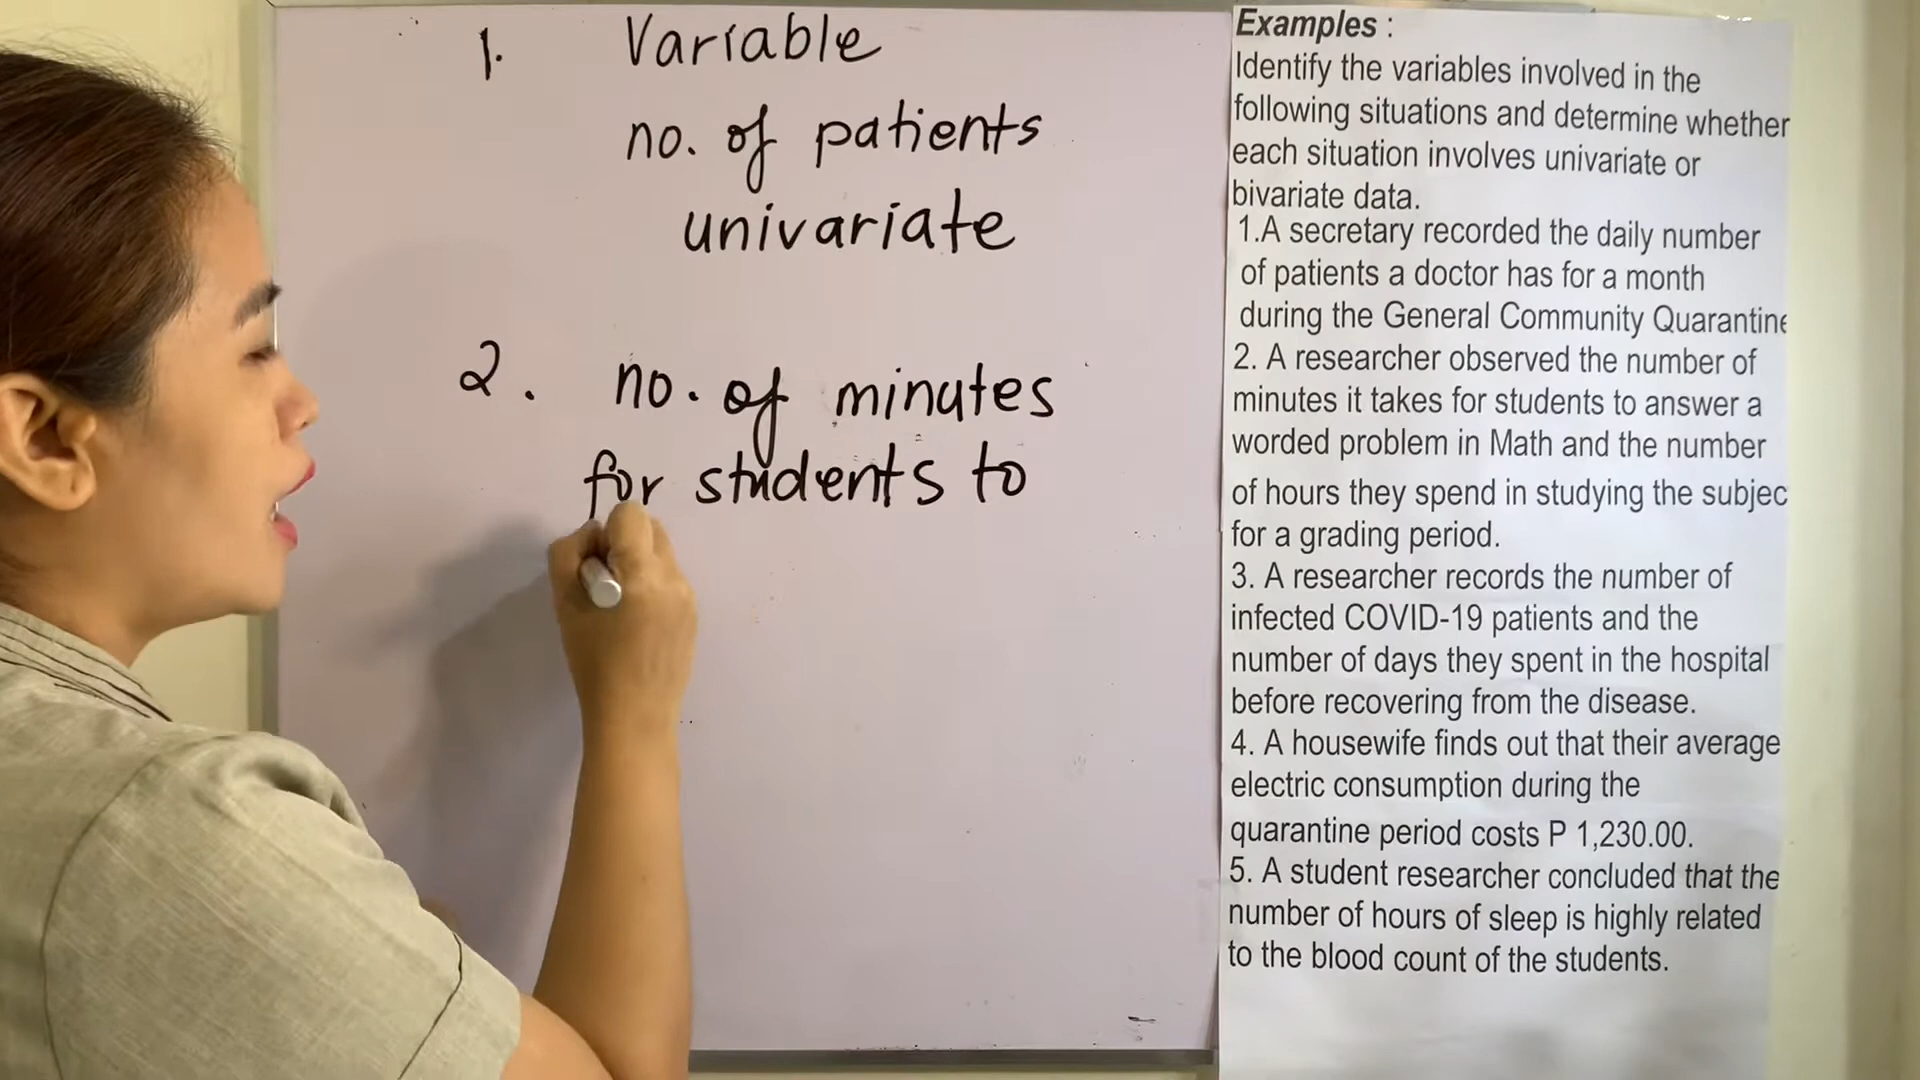 1. Variable
no. of patients
univariate
2. no. of minutes
for students to
Examples :
Identify the variables involved in the
following situations and determine whether
each situation involves univariate or
bivariate data.
1.A secretary recorded the daily number
of patients a doctor has for a month
during the General Community Quarantine
2. A researcher observed the number of
minutes it takes for students to answer a
worded problem in Math and the number
of hours they spend in studying the subjec
for a grading period.
3. A researcher records the number of
infected COVID-19 patients and the
number of days they spent in the hospital
before recovering from the disease.
4. A housewife finds out that their average
electric consumption during the
quarantine period costs P 1,230.00.
5. A student researcher concluded that the
number of hours of sleep is highly related
to the blood count of the students.